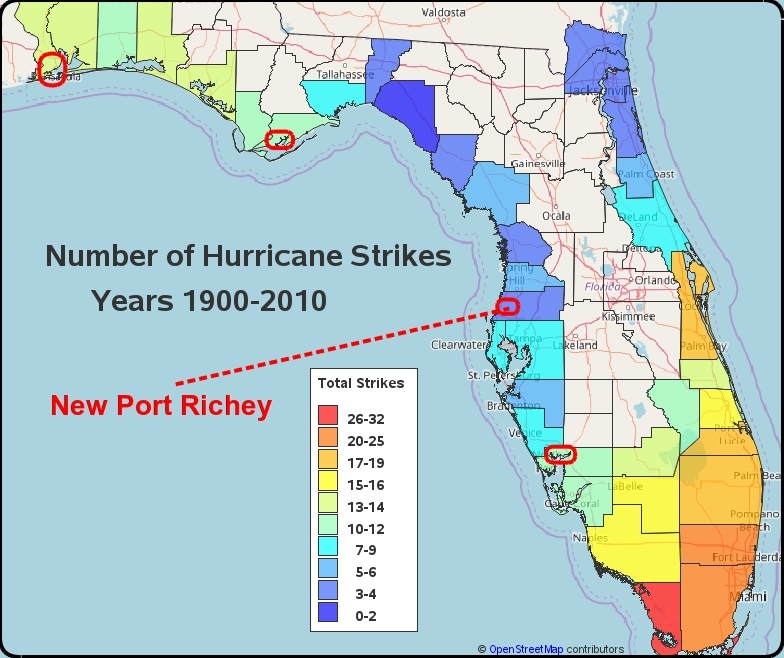 Valdosta
Tallahassee
Jacksonville
Gainesville
Palm Coast
Ocala
DeLand
Deltona
Number of Hurricane Strikes
Years 1900-2010
Spring
Hill
Orlando
Florida
Kissimmee
Tampa
Clearwater
Lakeland
Palm Bay
St. Petersburg
New Port Richey
Bradenton
Venice
Port St.
Lucie
Palm Bea
LaBelle
Cape Coral
Pompano
Beach
Naples
Fort Lauderda
Miami
Total Strikes
26-32
20-25
17-19
15-16
13-14
10-12
7-9
5-6
3-4
0-2
© OpenStreetMap contributors